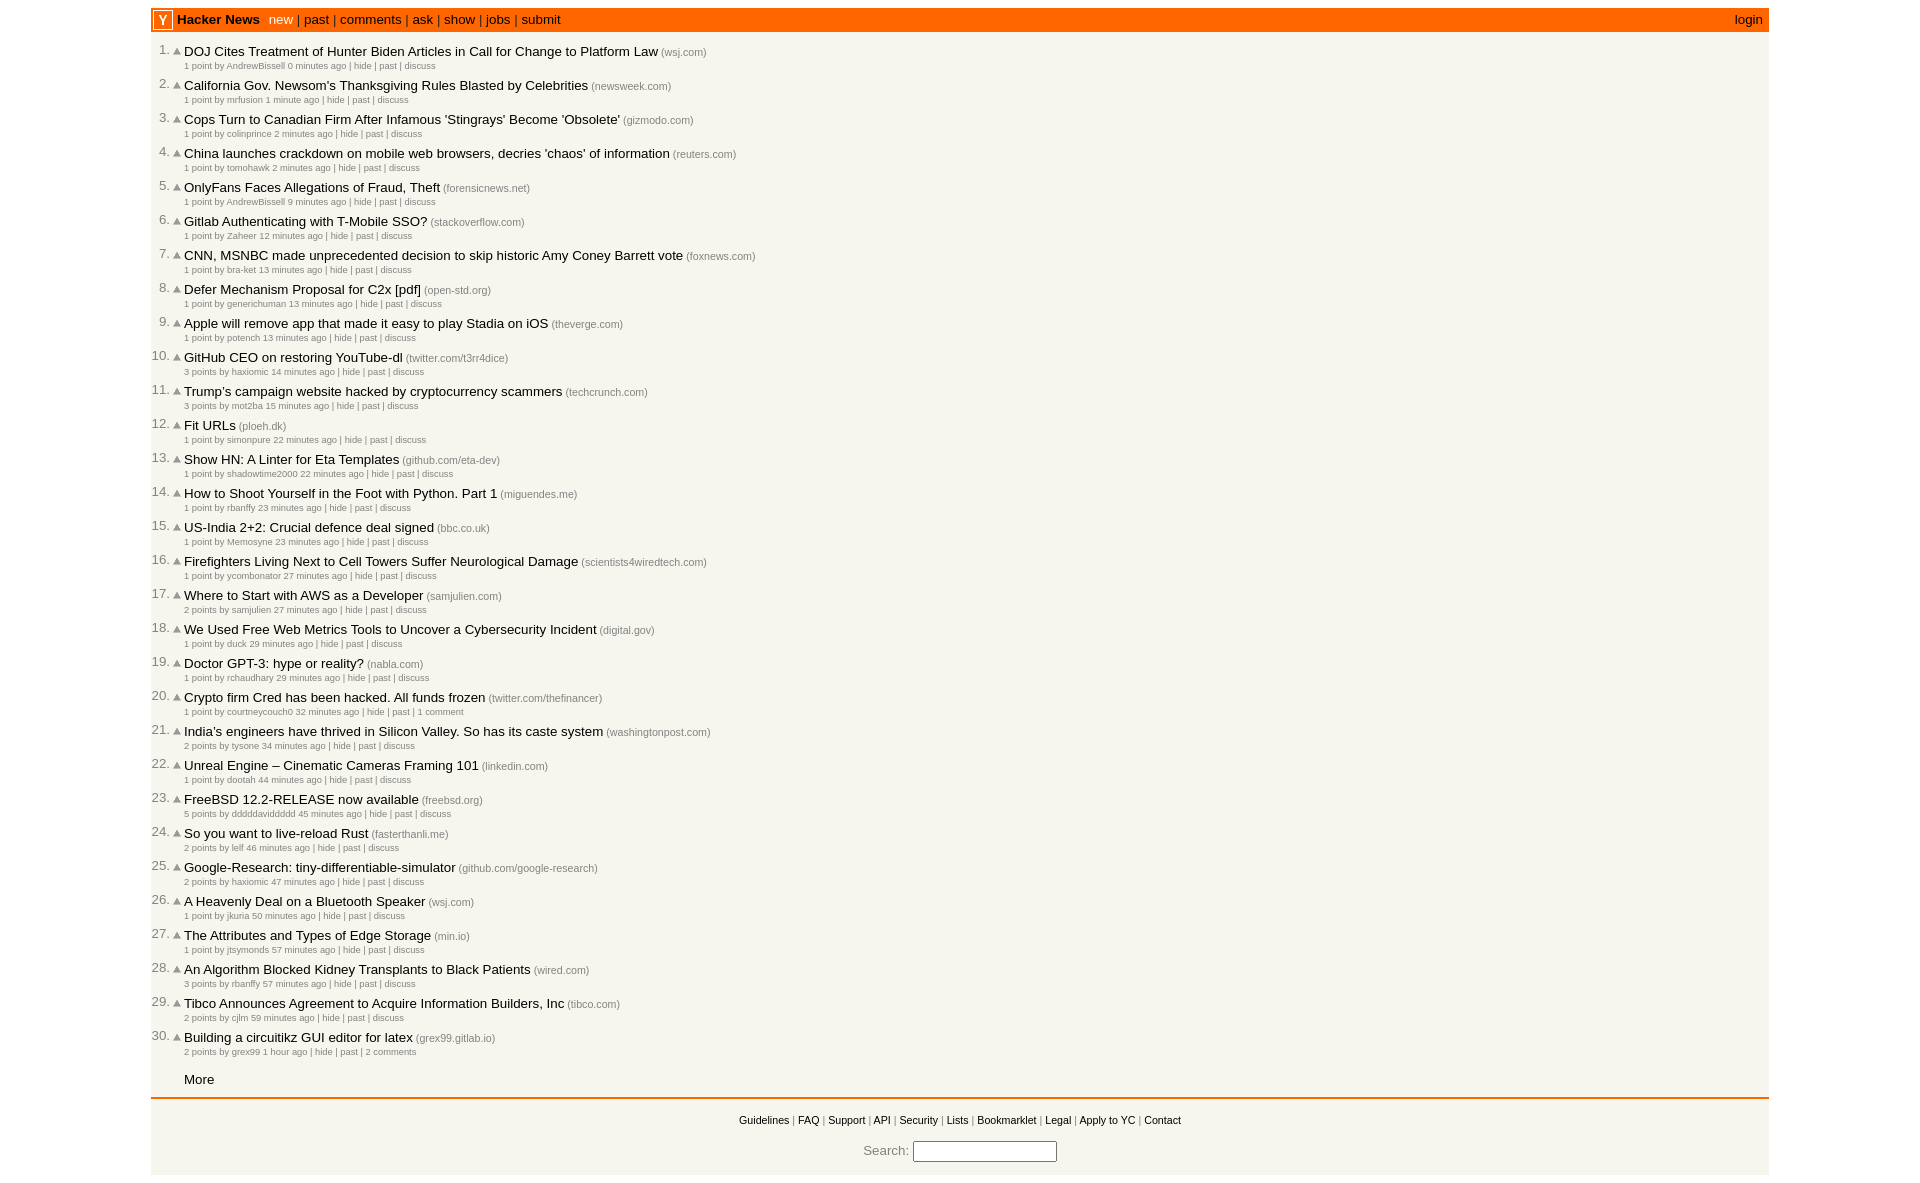 Y Hacker News new | past | comments | ask | show | jobs | submit login
1. DOJ Cites Treatment of Hunter Biden Articles in Call for Change to Platform Law (wsj.com)
1 point by AndrewBissell 0 minutes ago | hide | past | discuss
2. California Gov. Newsom's Thanksgiving Rules Blasted by Celebrities (newsweek.com)
1 point by mrfusion 1 minute ago | hide | past | discuss
3. Cops Turn to Canadian Firm After Infamous 'Stingrays' Become 'Obsolete' (gizmodo.com)
1 point by colinprince 2 minutes ago | hide | past | discuss
4. China launches crackdown on mobile web browsers, decries 'chaos' of information (reuters.com)
1 point by tomohawk 2 minutes ago | hide | past | discuss
5. OnlyFans Faces Allegations of Fraud, Theft (forensicnews.net)
1 point by AndrewBissell 9 minutes ago | hide | past | discuss
6. Gitlab Authenticating with T-Mobile SSO? (stackoverflow.com)
1 point by Zaheer 12 minutes ago | hide | past | discuss
7. CNN, MSNBC made unprecedented decision to skip historic Amy Coney Barrett vote (foxnews.com)
1 point by bra-ket 13 minutes ago | hide | past | discuss
8. Defer Mechanism Proposal for C2x [pdf] (open-std.org)
1 point by generichuman 13 minutes ago | hide | past | discuss
9. Apple will remove app that made it easy to play Stadia on iOS (theverge.com)
1 point by potench 13 minutes ago | hide | past | discuss
10. GitHub CEO on restoring YouTube-dl (twitter.com/t3rr4dice)
3 points by haxiomic 14 minutes ago | hide | past | discuss
11. Trump’s campaign website hacked by cryptocurrency scammers (techcrunch.com)
3 points by mot2ba 15 minutes ago | hide | past | discuss
12. Fit URLs (ploeh.dk)
1 point by simonpure 22 minutes ago | hide | past | discuss
13. Show HN: A Linter for Eta Templates (github.com/eta-dev)
1 point by shadowtime2000 22 minutes ago | hide | past | discuss
14. How to Shoot Yourself in the Foot with Python. Part 1 (miguendes.me)
1 point by rbanffy 23 minutes ago | hide | past | discuss
15. US-India 2+2: Crucial defence deal signed (bbc.co.uk)
1 point by Memosyne 23 minutes ago | hide | past | discuss
16. Firefighters Living Next to Cell Towers Suffer Neurological Damage (scientists4wiredtech.com)
1 point by ycombonator 27 minutes ago | hide | past | discuss
17. Where to Start with AWS as a Developer (samjulien.com)
2 points by samjulien 27 minutes ago | hide | past | discuss
18. We Used Free Web Metrics Tools to Uncover a Cybersecurity Incident (digital.gov)
1 point by duck 29 minutes ago | hide | past | discuss
19. Doctor GPT-3: hype or reality? (nabla.com)
1 point by rchaudhary 29 minutes ago | hide | past | discuss
20. Crypto firm Cred has been hacked. All funds frozen (twitter.com/thefinancer)
1 point by courtneycouch0 32 minutes ago | hide | past | 1 comment
21. India’s engineers have thrived in Silicon Valley. So has its caste system (washingtonpost.com)
2 points by tysone 34 minutes ago | hide | past | discuss
22. Unreal Engine – Cinematic Cameras Framing 101 (linkedin.com)
1 point by dootah 44 minutes ago | hide | past | discuss
23. FreeBSD 12.2-RELEASE now available (freebsd.org)
5 points by dddddaviddddd 45 minutes ago | hide | past | discuss
24. So you want to live-reload Rust (fasterthanli.me)
2 points by lelf 46 minutes ago | hide | past | discuss
25. Google-Research: tiny-differentiable-simulator (github.com/google-research)
2 points by haxiomic 47 minutes ago | hide | past | discuss
26. A Heavenly Deal on a Bluetooth Speaker (wsj.com)
1 point by jkuria 50 minutes ago | hide | past | discuss
27. The Attributes and Types of Edge Storage (min.io)
1 point by jtsymonds 57 minutes ago | hide | past | discuss
28. An Algorithm Blocked Kidney Transplants to Black Patients (wired.com)
3 points by rbanffy 57 minutes ago | hide | past | discuss
29. Tibco Announces Agreement to Acquire Information Builders, Inc (tibco.com)
2 points by cjlm 59 minutes ago | hide | past | discuss
30. Building a circuitikz GUI editor for latex (grex99.gitlab.io)
2 points by grex99 1 hour ago | hide | past | 2 comments
More
Guidelines | FAQ | Support | API | Security | Lists | Bookmarklet | Legal | Apply to YC | Contact
Search: